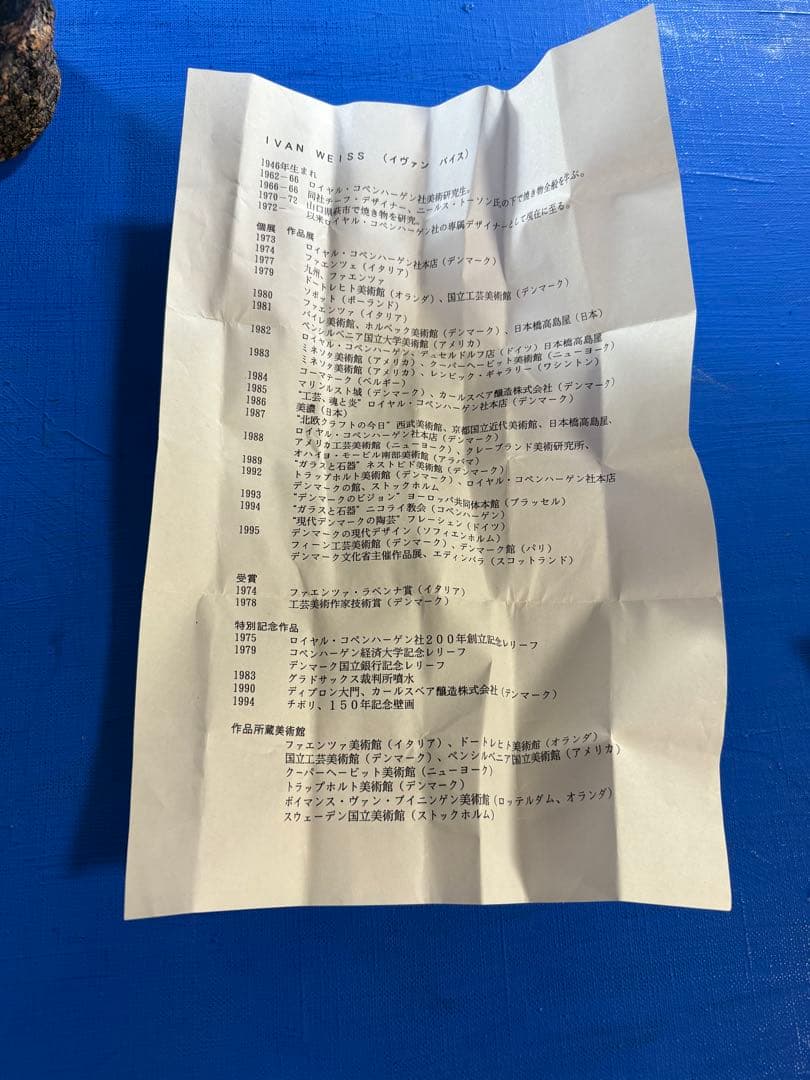 IVAN WEISS (イヴァン バイス)
1946年生まれ
1962-66 ロイヤル・コペンハーゲン社美術研究生。
1966-66 同社チーフ・デザイナー、ニールス・トーソン氏の下で焼き物全般を学ぶ。
1970-72 山口県萩市で焼き物を研究。
1972- 以来ロイヤル・コペンハーゲン社の専属デザイナーとして現在に至る。
個展 作品展
1973 ロイヤル・コペンハーゲン社本店(デンマーク)
1974 ファエンツェ(イタリア)
1977 九州、ファエンツァ
1979 ドートレヒト美術館(オランダ)、国立工芸美術館(デンマーク)
ソポット(ポーランド)
1980 ファエンツァ(イタリア)
1981 バイレ美術館、ホルベック美術館(デンマーク)、日本橋高島屋(日本)
ペンシルベニア国立大学美術館(アメリカ)
1982 ロイヤル・コペンハーゲン、デュセルドルフ店(ドイツ)日本橋高島屋
ミネソタ美術館(アメリカ)、クーパーヘービット美術館(ニューヨーク)
1983 ミネソタ美術館(アメリカ)、レンビック・ギャラリー(ワシントン)
コーマテーク(ベルギー)
1984 マリンルスト城(デンマーク)、カールスベア醸造株式会社(デンマーク)
1985 "工芸、魂と炎" ロイヤル・コペンハーゲン社本店(デンマーク)
1986 美濃(日本)
1987 "北欧クラフトの今日" 西武美術館、京都国立近代美術館、日本橋高島屋、
ロイヤル・コペンハーゲン社本店(デンマーク)
1988 アメリカ工芸美術館(ニューヨーク)、クレーブランド美術研究所、
オハイヨ・モービル南部美術館(アラバマ)
1989 "ガラスと石器" ネストビド美術館(デンマーク)
1992 トラップホルト美術館(デンマーク)、ロイヤル・コペンハーゲン社本店
デンマークの館、ストックホルム
1993 "デンマークのビジョン" ヨーロッパ共同体本館(ブラッセル)
1994 "ガラスと石器" ニコライ教会(コペンハーゲン)
"現代デンマークの陶芸" フレーシェン(ドイツ)
1995 デンマークの現代デザイン(ソフィエンホルム)
フィーン工芸美術館(デンマーク)、デンマーク館(パリ)
デンマーク文化省主催作品展、エディンバラ(スコットランド)
受賞
1974 ファエンツァ・ラベンナ賞(イタリア)
1978 工芸美術作家技術賞(デンマーク)
特別記念作品
1975 ロイヤル・コペンハーゲン社200年創立記念レリーフ
1979 コペンハーゲン経済大学記念レリーフ
デンマーク国立銀行記念レリーフ
1983 グラドサックス裁判所噴水
1990 ディプロン大門、カールスベア醸造株式会社(デンマーク)
1994 チボリ、150年記念壁画
作品所蔵美術館
ファエンツァ美術館(イタリア)、ドートレヒト美術館(オランダ)
国立工芸美術館(デンマーク)、ペンシルベニア国立美術館(アメリカ)
クーパーヘービット美術館(ニューヨーク)
トラップホルト美術館(デンマーク)
ボイマンス・ヴァン・ブイニンゲン美術館(ロッテルダム、オランダ)
スウェーデン国立美術館(ストックホルム)